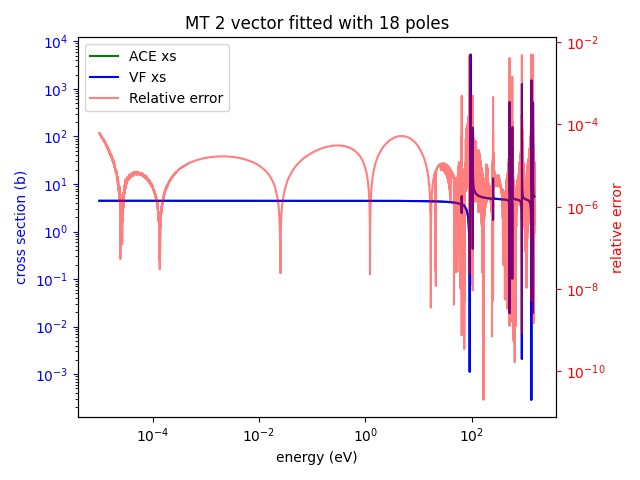 MT 2 vector fitted with 18 poles
ACE xs
VF xs
Relative error
cross section (b)
10^4
10^3
10^2
10^1
10^0
10^-1
10^-2
10^-3
10^-2
10^-4
10^-6
10^-8
10^-10
relative error
10^-4
10^-2
10^0
10^2
energy (eV)